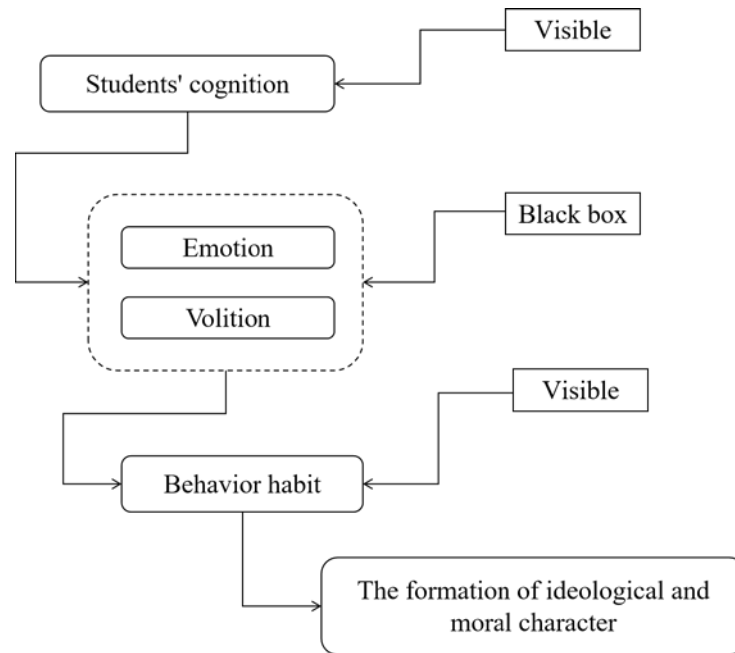 Visible
Students' cognition
Black box
Emotion
Volition
Visible
Behavior habit
The formation of ideological and
moral character